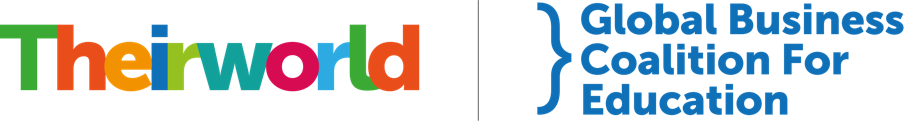 Theirworld
Global Business
Coalition For
Education